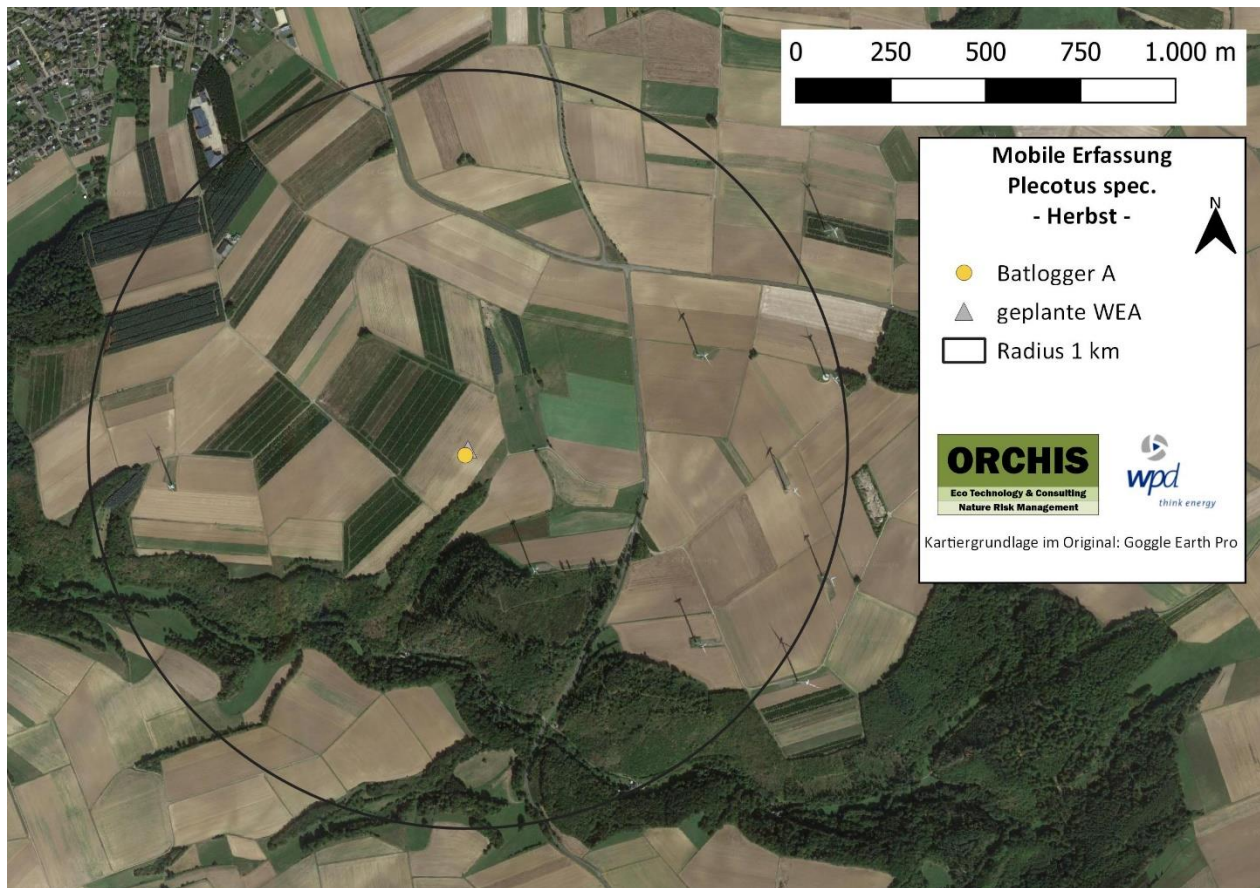 0 250 500 750 1.000 m
Mobile Erfassung
Plecotus spec.
- Herbst -
N
Batlogger A
geplante WEA
Radius 1 km
ORCHIS
Eco Technology & Consulting
Nature Risk Management
wpd
think energy
Kartiergrundlage im Original: Goggle Earth Pro